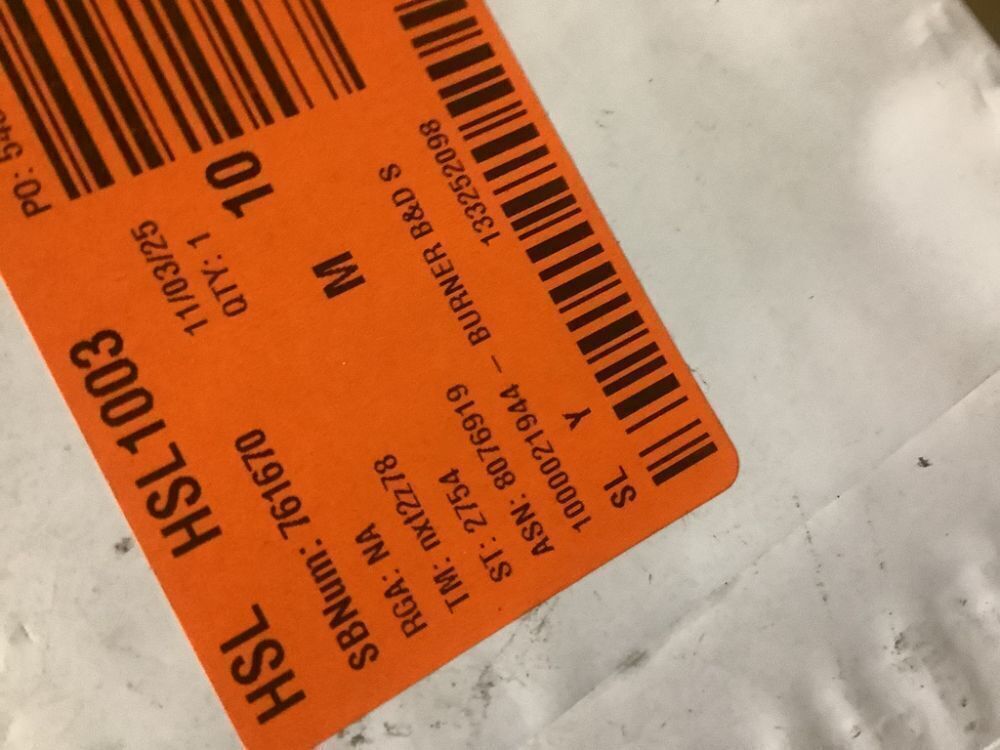 HSL HSL1003
PO:
11/03/25
SBNum: 761670 QTY: 1 10
RGA: NA M
TM: nxl2278
ST: 2754
ASN: 8076919
1000021944 - BURNER B&D S
SL Y 133252098